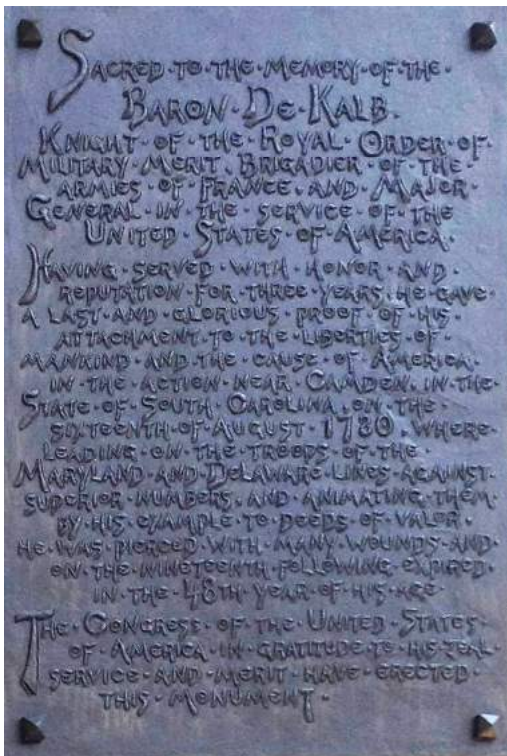 SACRED·TO·THE·MEMORY·OF·THE·
BARON·DE·KALB.
KNIGHT·OF·THE·ROYAL·ORDER·OF·
MILITARY·MERIT, BRIGADIER·OF·THE·
ARMIES·OF·FRANCE, AND·MAJOR·
GENERAL·IN·THE·SERVICE·OF·THE
UNITED·STATES·OF·AMERICA.
HAVING·SERVED·WITH·HONOR·AND·
REPUTATION·FOR·THREE·YEARS, HE·GAVE·
A·LAST·AND·GLORIOUS·PROOF·OF·HIS·
ATTACHMENT·TO·THE·LIBERTIES·OF·
MANKIND·AND·THE·CAUSE·OF·AMERICA,
IN·THE·ACTION·NEAR·CAMDEN, IN·THE·
STATE·OF·SOUTH·CAROLINA, ON·THE·
SIXTEENTH·OF·AUGUST·1780, WHERE·
LEADING·ON·THE·TROOPS·OF·THE·
MARYLAND·AND·DELAWARE·LINES·AGAINST·
SUPERIOR·NUMBERS, AND·ANIMATING·THEM·
BY·HIS·EXAMPLE·TO·DEEDS·OF·VALOR,
HE·WAS·PIERCED·WITH·MANY·WOUNDS·AND·
ON·THE·NINETEENTH·FOLLOWING·EXPIRED,
IN·THE·48TH·YEAR·OF·HIS·AGE
THE·CONGRESS·OF·THE·UNITED·STATES·
OF·AMERICA·IN·GRATITUDE·TO·HIS·ZEAL·
SERVICE·AND·MERIT·HAVE·ERECTED·
THIS·MONUMENT·